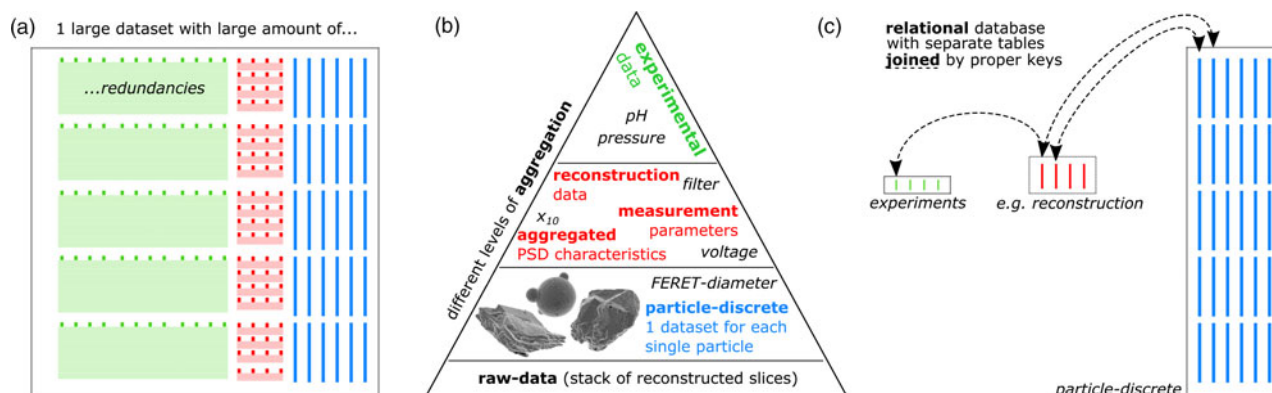 (a)
1 large dataset with large amount of...
...redundancies
(b)
different levels of aggregation
experimental
data
pH
pressure
reconstruction
data
filter
x10
measurement
parameters
aggregated
PSD characteristics
voltage
FERET-diameter
particle-discrete
1 dataset for each
single particle
raw-data (stack of reconstructed slices)
(c)
relational database
with separate tables
joined by proper keys
experiments
e.g. reconstruction
particle-discrete